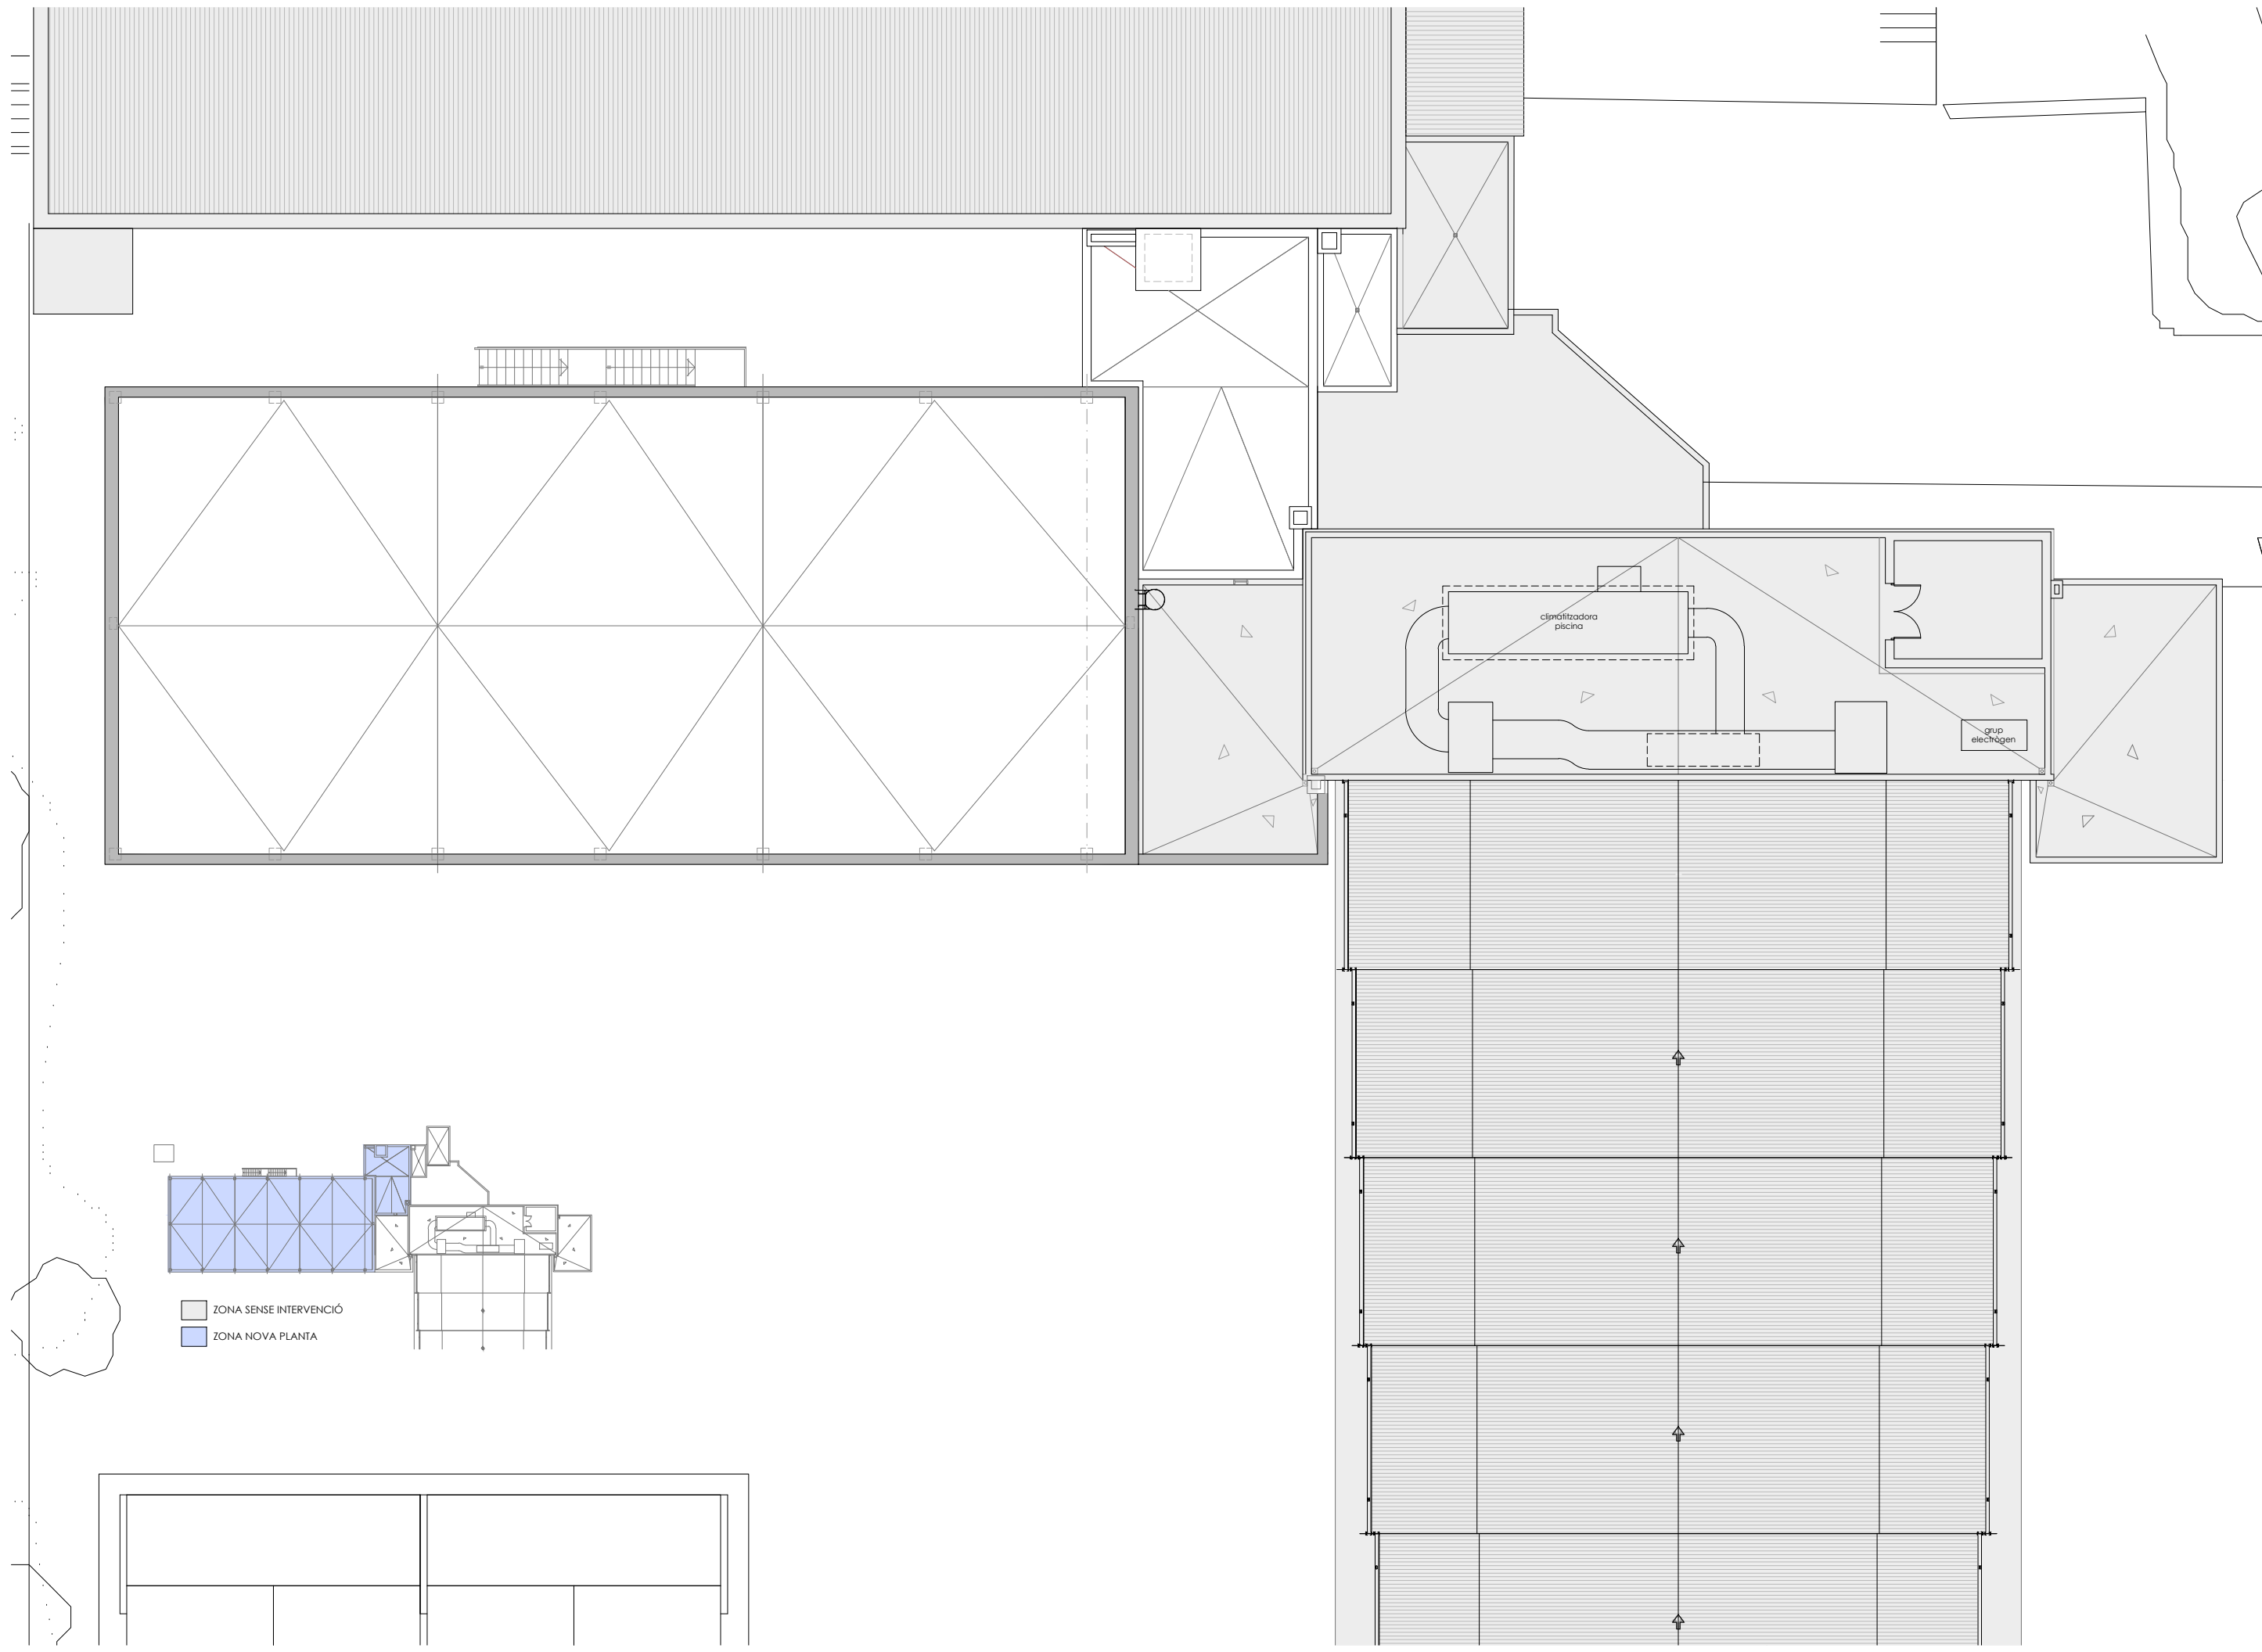 climatitzadora
piscina
grup
electrògen
ZONA SENSE INTERVENCIÓ
ZONA NOVA PLANTA